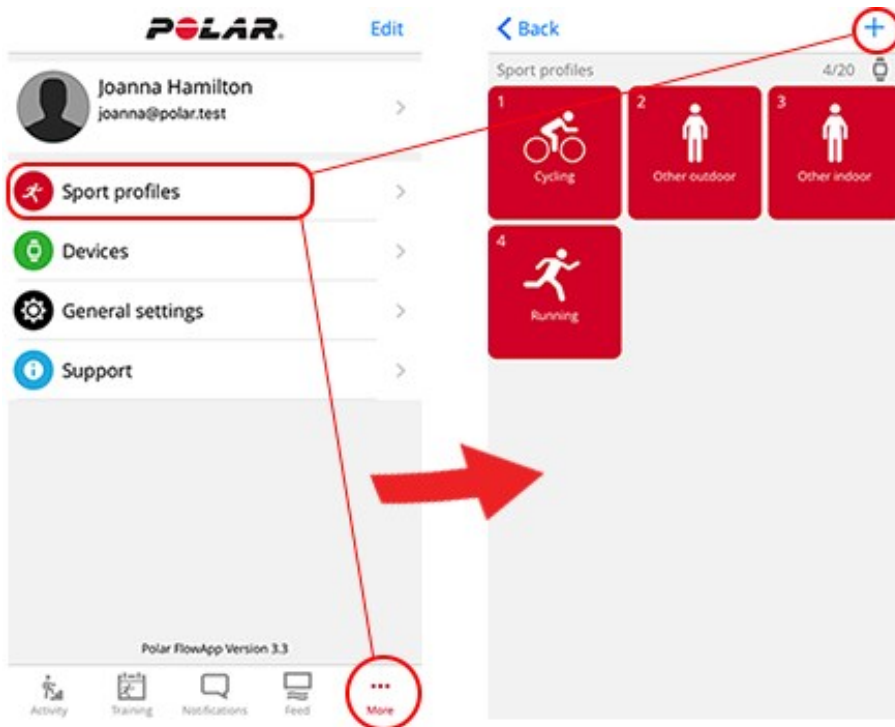 POLAR.
Edit
Joanna Hamilton
joanna@polar.test
Sport profiles
Devices
General settings
Support
Polar FlowApp Version 3.3
Activity
Training
Notifications
Feed
More
Back
Sport profiles 4/20
1
Cycling
2
Other outdoor
3
Other indoor
4
Running